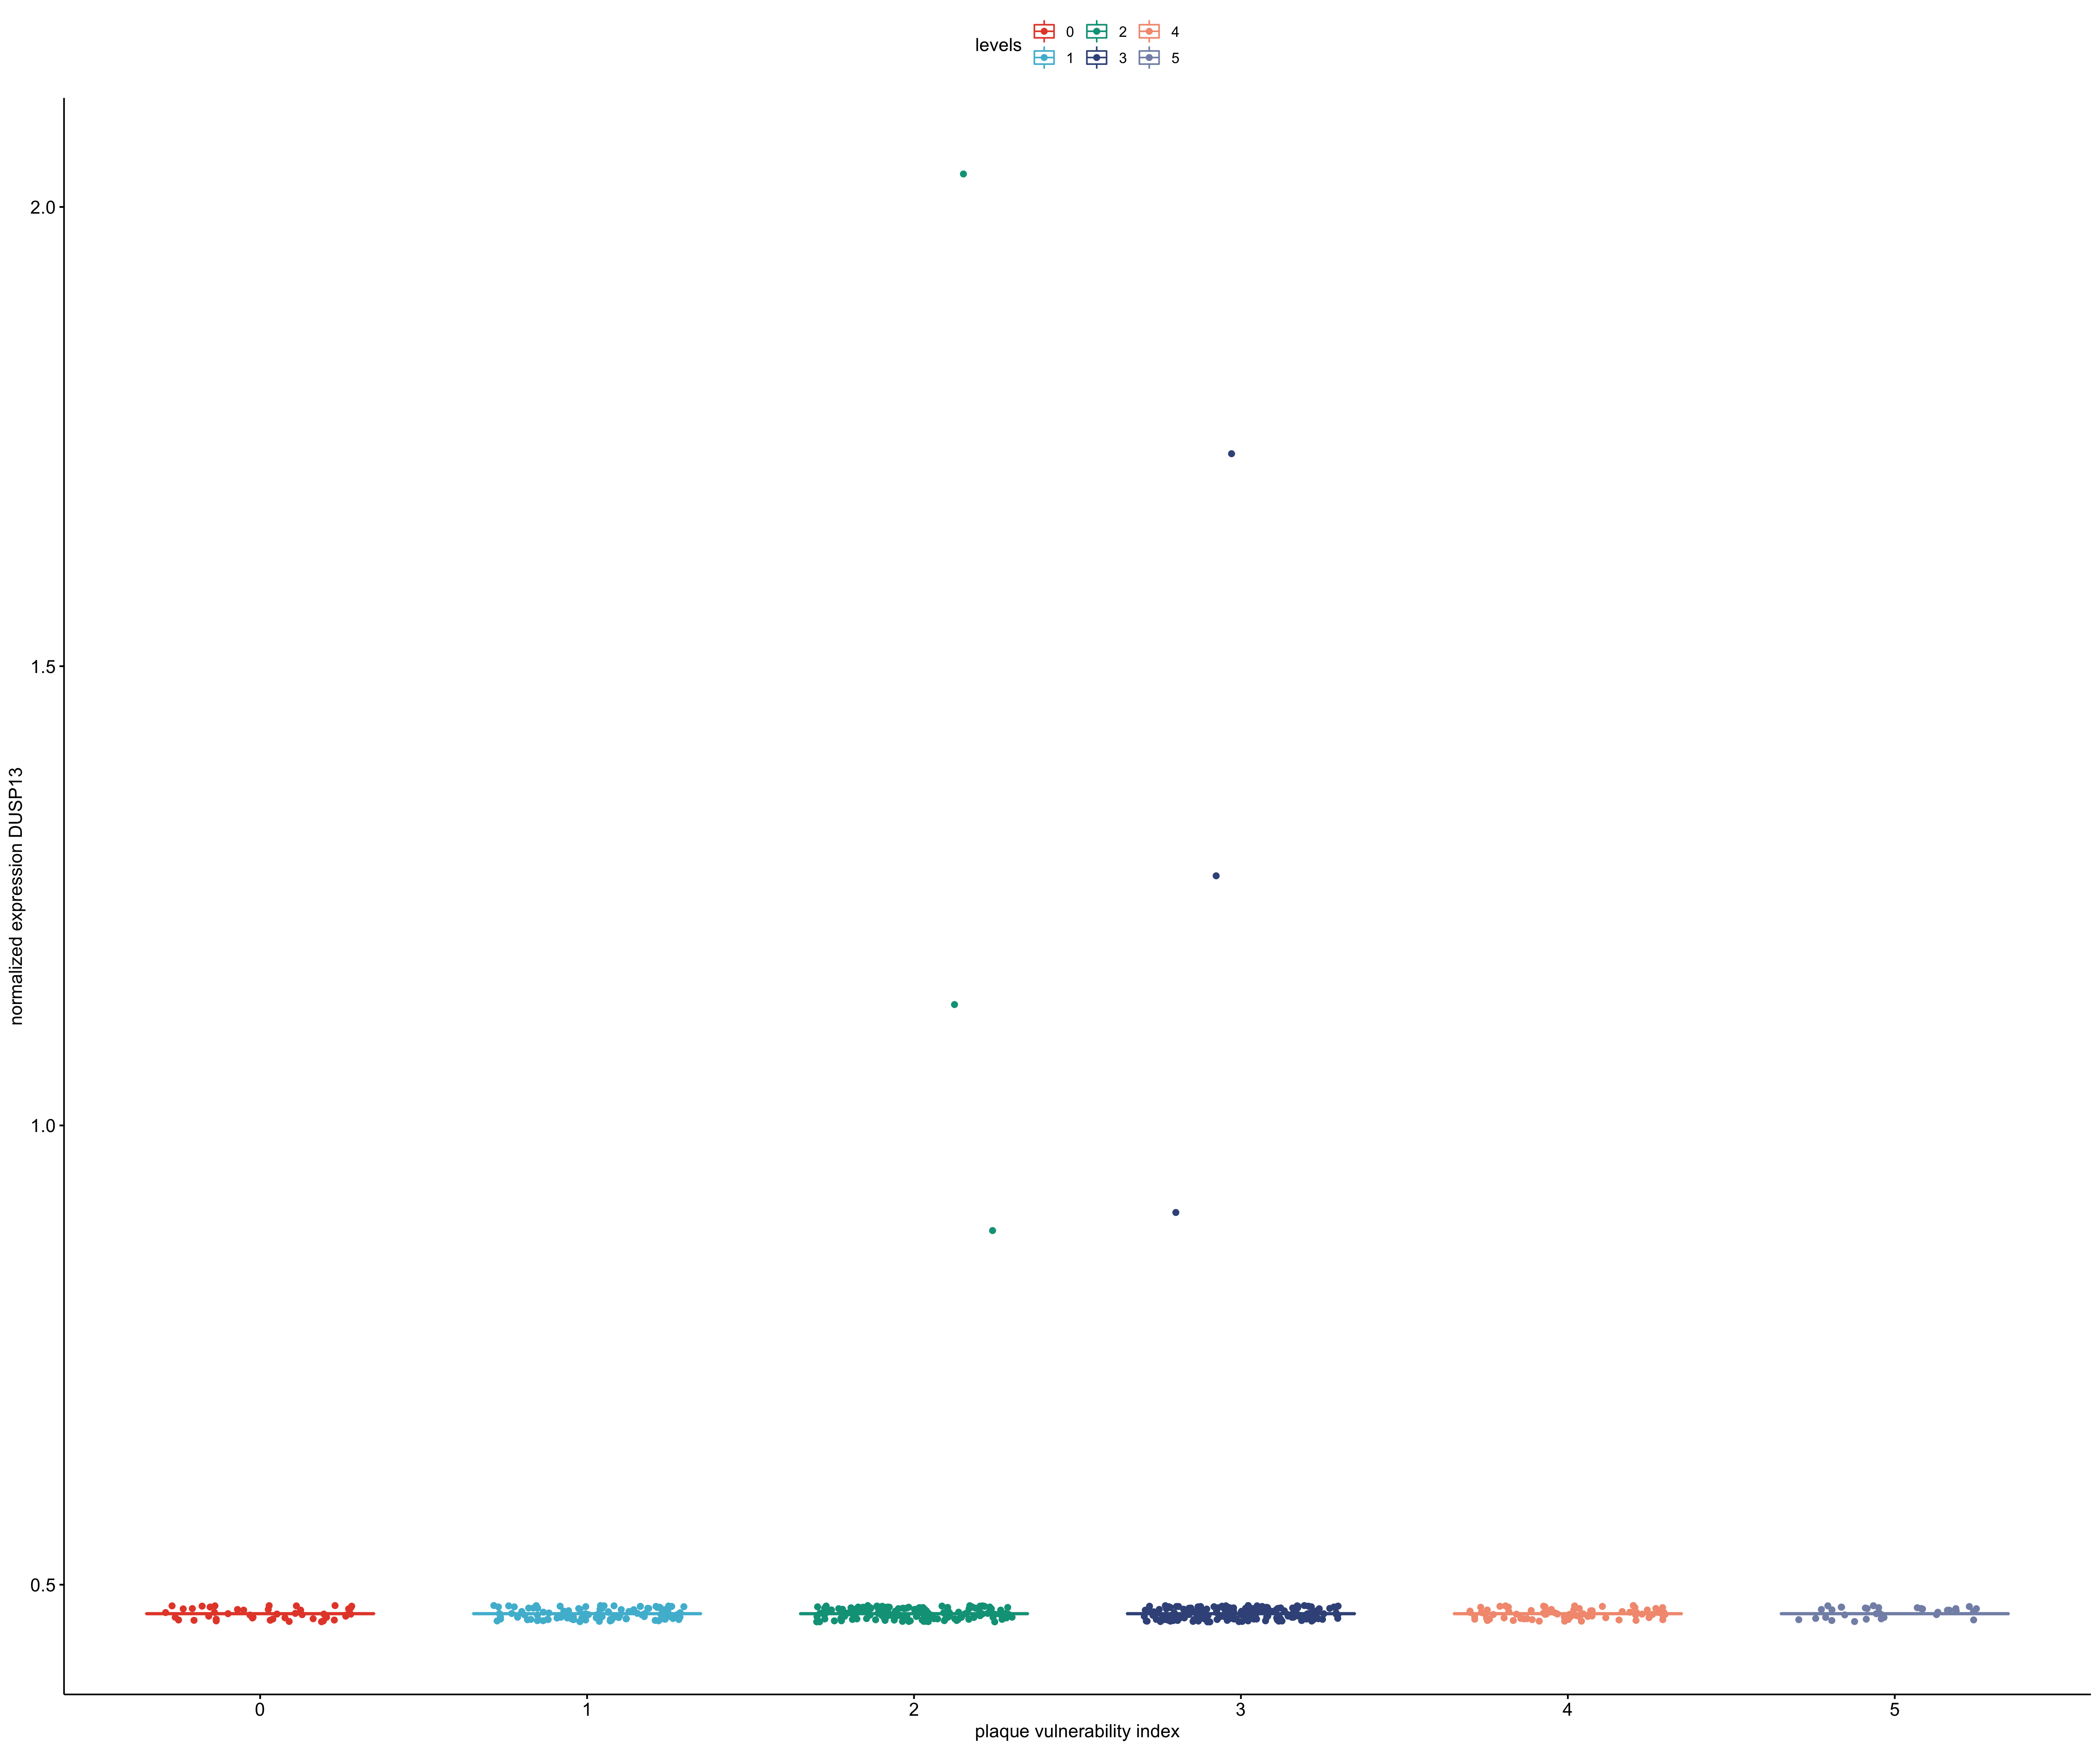 levels
0 2 4
1 3 5
2.0
1.5
1.0
0.5
normalized expression DUSP13
0 1 2 3 4 5
plaque vulnerability index